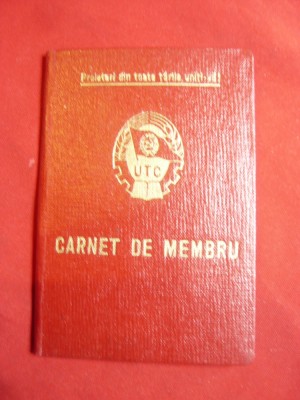 Proletari din toate țările uniți-vă!
UTC
CARNET DE MEMBRU